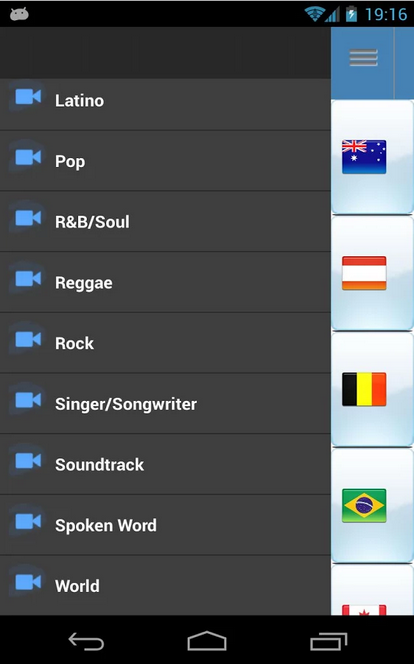 19:16
Latino
Pop
R&B/Soul
Reggae
Rock
Singer/Songwriter
Soundtrack
Spoken Word
World